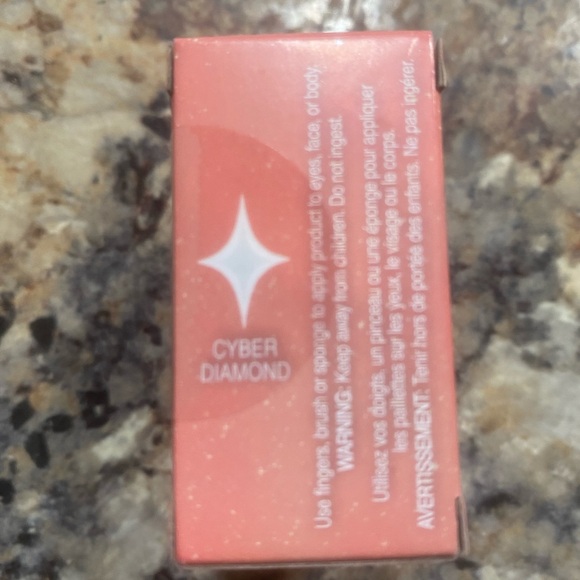 CYBER
DIAMOND
Use fingers, brush or sponge to apply product to eyes, face, or body.
WARNING: Keep away from children. Do not ingest.
Utilisez vos doigts, un pinceau ou une éponge pour appliquer
les paillettes sur les yeux, le visage ou le corps.
AVERTISSEMENT: Tenir hors de portée des enfants. Ne pas ingérer.